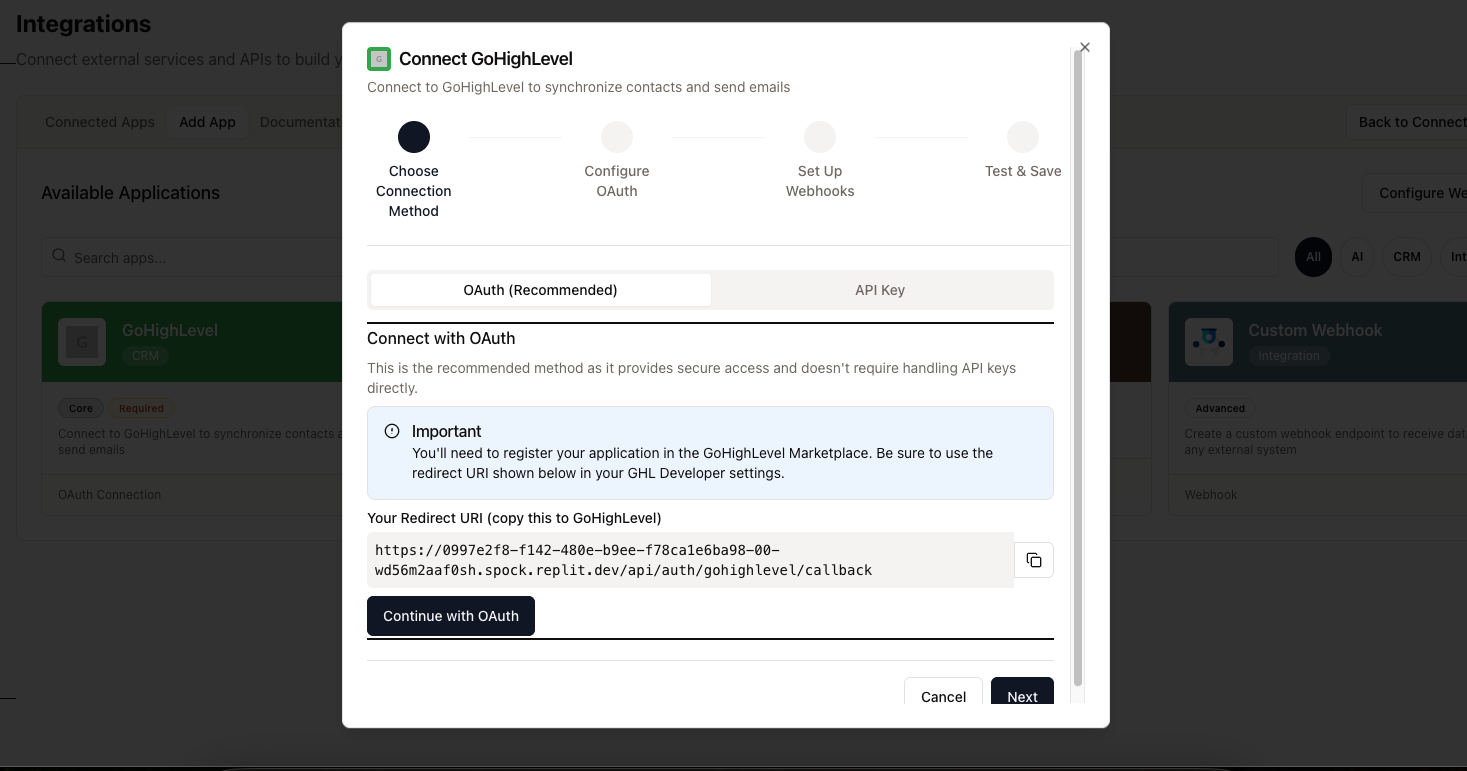 Integrations
Connect external services and APIs to build y
Connected Apps
Add App
Documentat
Back to Connect
Available Applications
Configure We
Search apps...
All
AI
CRM
Int
G
GoHighLevel
CRM
Core
Required
Connect to GoHighLevel to synchronize contacts a
send emails
OAuth Connection
Custom Webhook
Integration
Advanced
Create a custom webhook endpoint to receive dat
any external system
Webhook
G
Connect GoHighLevel
Connect to GoHighLevel to synchronize contacts and send emails
Choose
Connection
Method
Configure
OAuth
Set Up
Webhooks
Test & Save
OAuth (Recommended)
API Key
Connect with OAuth
This is the recommended method as it provides secure access and doesn't require handling API keys
directly.
Important
You'll need to register your application in the GoHighLevel Marketplace. Be sure to use the
redirect URI shown below in your GHL Developer settings.
Your Redirect URI (copy this to GoHighLevel)
https://0997e2f8-f142-480e-b9ee-f78ca1e6ba98-00-
wd56m2aaf0sh.spock.replit.dev/api/auth/gohighlevel/callback
Continue with OAuth
Cancel
Next